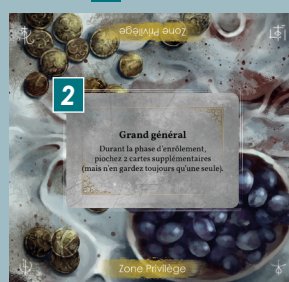 Zone Privilège
2
Grand général
Durant la phase d'enrôlement,
piochez 2 cartes supplémentaires
(mais n'en gardez toujours qu'une seule).
Zone Privilège